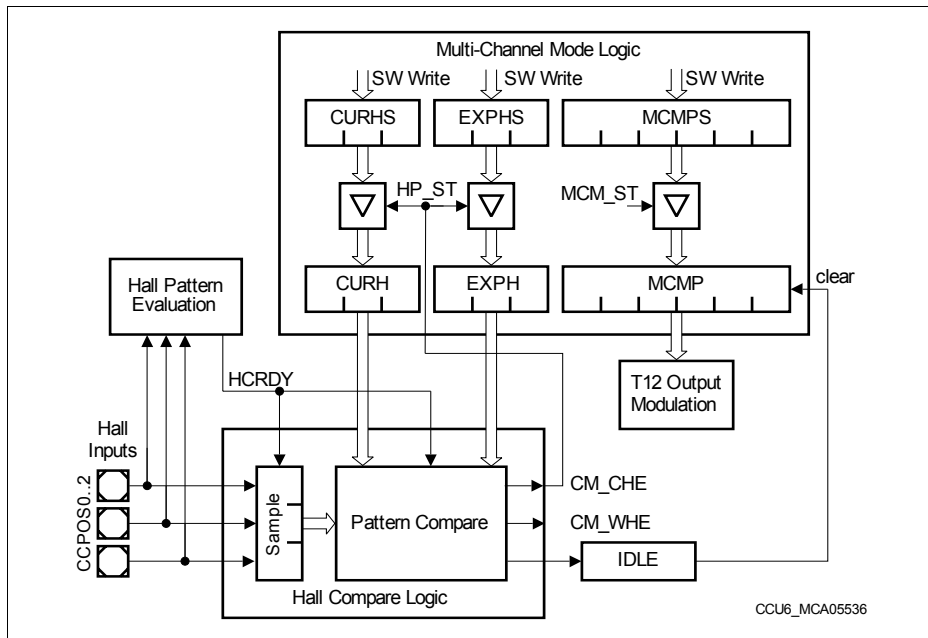 Multi-Channel Mode Logic
SW Write
SW Write
SW Write
CURHS
EXPHS
MCMPS
HP_ST
MCM_ST
CURH
EXPH
MCMP
clear
Hall Pattern
Evaluation
HCRDY
T12 Output
Modulation
Hall
Inputs
CCPOS0..2
Sample
Pattern Compare
CM_CHE
CM_WHE
IDLE
Hall Compare Logic
CCU6_MCA05536